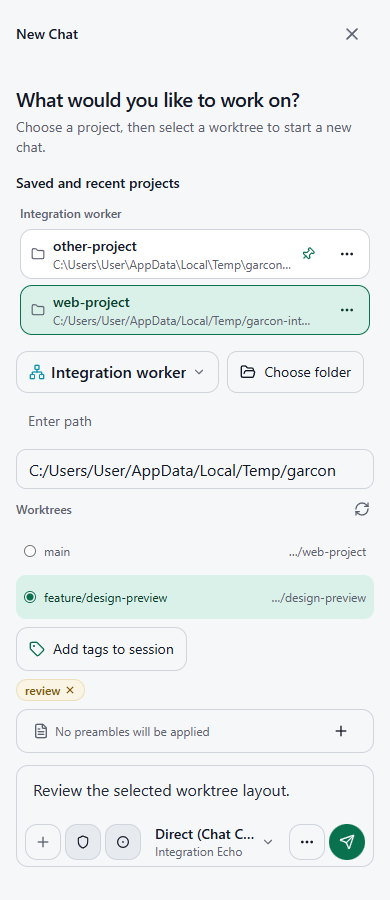 New Chat
What would you like to work on?
Choose a project, then select a worktree to start a new
chat.
Saved and recent projects
Integration worker
other-project
C:\Users\User\AppData\Local\Temp\garcon...
web-project
C:/Users/User/AppData/Local/Temp/garcon-int...
Integration worker
Choose folder
Enter path
C:/Users/User/AppData/Local/Temp/garcon
Worktrees
main .../web-project
feature/design-preview .../design-preview
Add tags to session
review ×
No preambles will be applied
Review the selected worktree layout.
Direct (Chat C...
Integration Echo